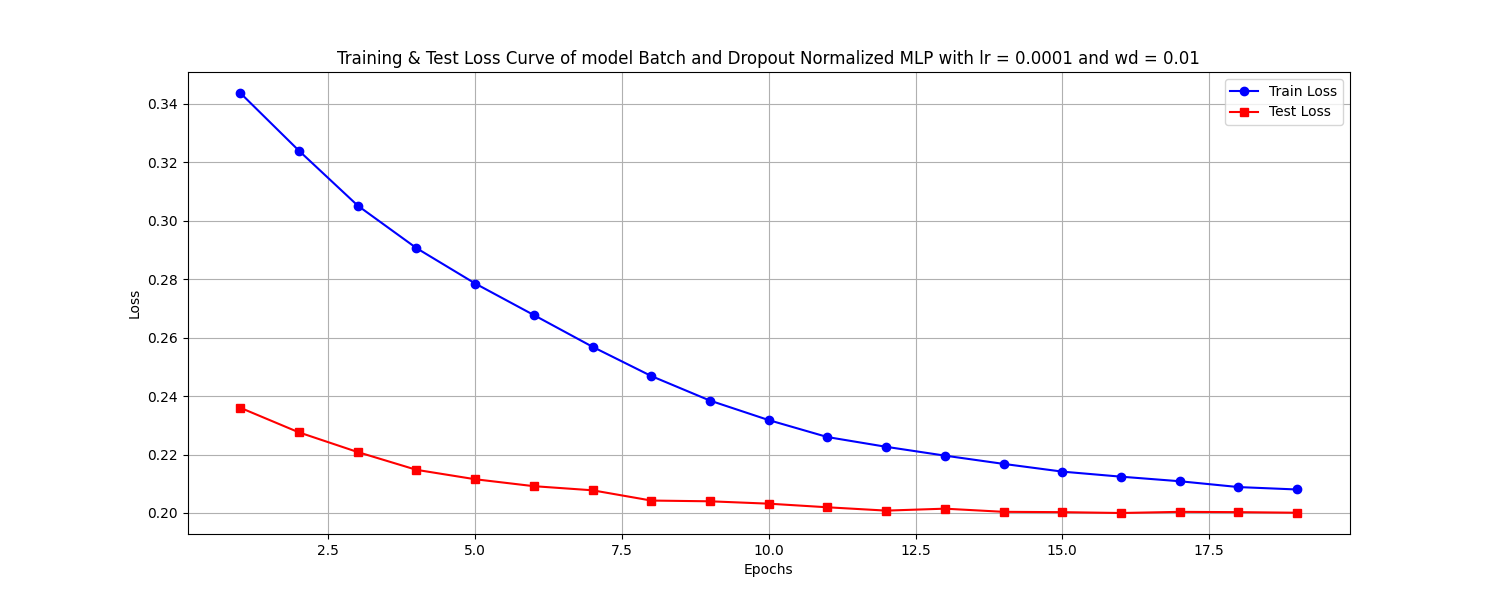 Training & Test Loss Curve of model Batch and Dropout Normalized MLP with lr = 0.0001 and wd = 0.01
Train Loss
Test Loss
0.34
0.32
0.30
0.28
0.26
0.24
0.22
0.20
Loss
2.5 5.0 7.5 10.0 12.5 15.0 17.5
Epochs